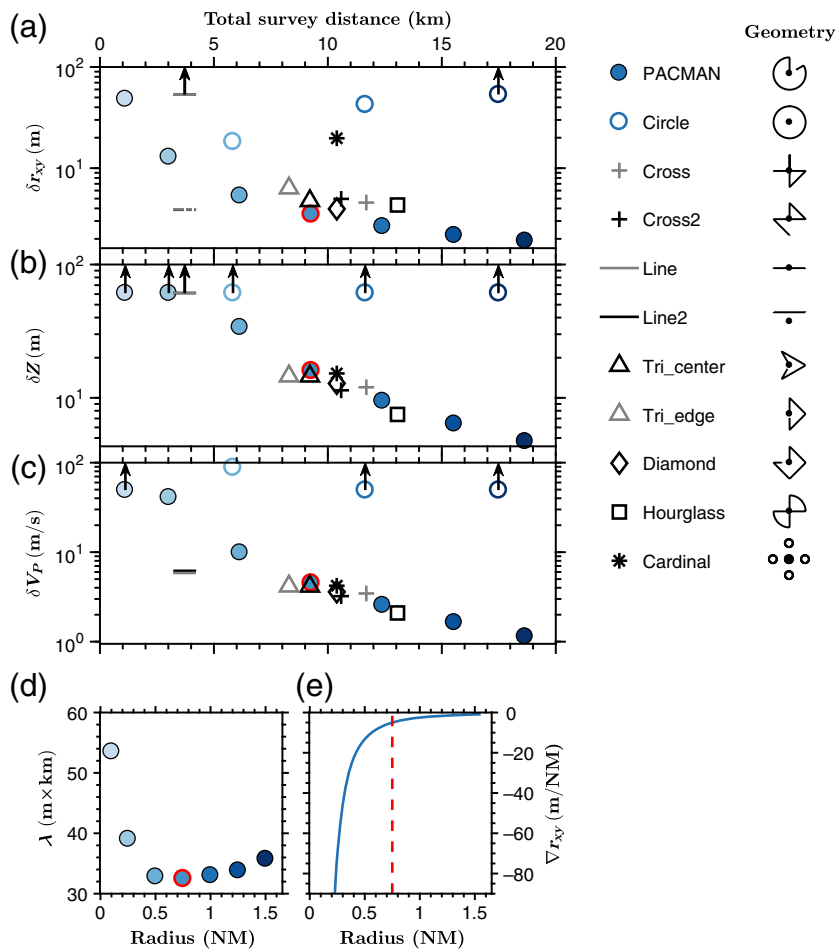 (a)
Total survey distance (km)
0 5 10 15 20
10² 10¹
δr_xy (m)
(b)
10² 10¹
δZ (m)
(c)
10² 10¹ 10⁰
δV_P (m/s)
Geometry
PACMAN
Circle
Cross
Cross2
Line
Line2
Tri_center
Tri_edge
Diamond
Hourglass
Cardinal
(d)
60 50 40 30
λ (m×km)
0 0.5 1 1.5
Radius (NM)
(e)
0 −20 −40 −60 −80
∇r_xy (m/NM)
0 0.5 1 1.5
Radius (NM)